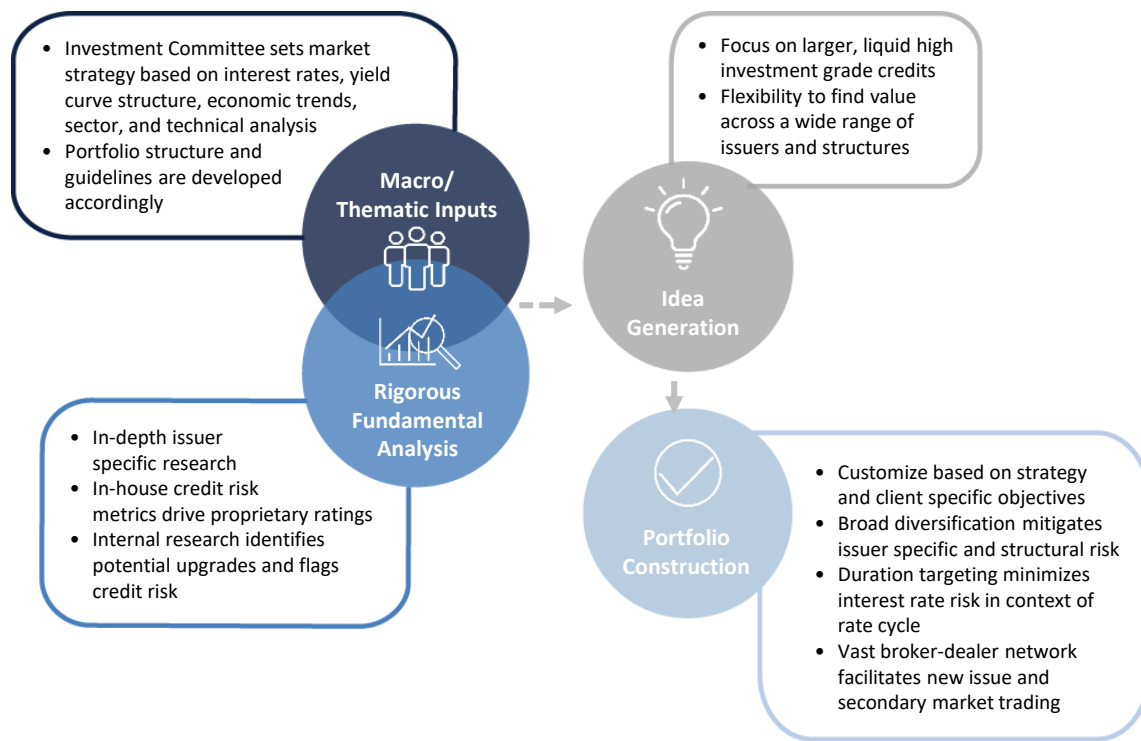 • Investment Committee sets market
strategy based on interest rates, yield
curve structure, economic trends,
sector, and technical analysis
• Portfolio structure and
guidelines are developed
accordingly
Macro/
Thematic Inputs
Rigorous
Fundamental
Analysis
• In-depth issuer
specific research
• In-house credit risk
metrics drive proprietary ratings
• Internal research identifies
potential upgrades and flags
credit risk
• Focus on larger, liquid high
investment grade credits
• Flexibility to find value
across a wide range of
issuers and structures
Idea
Generation
Portfolio
Construction
• Customize based on strategy
and client specific objectives
• Broad diversification mitigates
issuer specific and structural risk
• Duration targeting minimizes
interest rate risk in context of
rate cycle
• Vast broker-dealer network
facilitates new issue and
secondary market trading